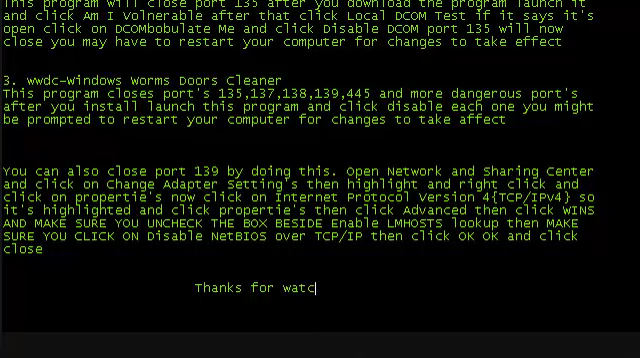 This program will close port 135 after you download the program launch it
and click Am I Volnerable after that click Local DCOM Test if it says it's
open click on DCOMbobulate Me and click Disable DCOM port 135 will now
close you may have to restart your computer for changes to take effect
3. wwdc-Windows Worms Doors Cleaner
This program closes port's 135,137,138,139,445 and more dangerous port's
after you install launch this program and click disable each one you might
be prompted to restart your computer for changes to take affect
You can also close port 139 by doing this. Open Network and Sharing Center
and click on Change Adapter Setting's then highlight and right click and
click on propertie's now click on Internet Protocol Version 4{TCP/IPv4} so
it's highlighted and click propertie's then click Advanced then click WINS
AND MAKE SURE YOU UNCHECK THE BOX BESIDE Enable LMHOSTS lookup then MAKE
SURE YOU CLICK ON Disable NetBIOS over TCP/IP then click OK OK and click
close
Thanks for watc